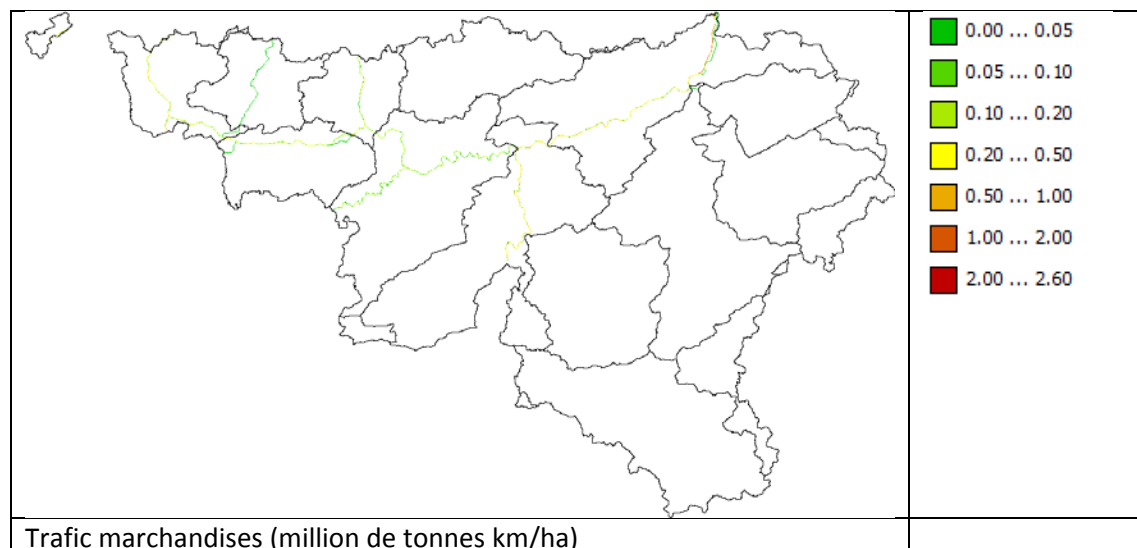 0.00 ... 0.05
0.05 ... 0.10
0.10 ... 0.20
0.20 ... 0.50
0.50 ... 1.00
1.00 ... 2.00
2.00 ... 2.60
Trafic marchandises (million de tonnes km/ha)